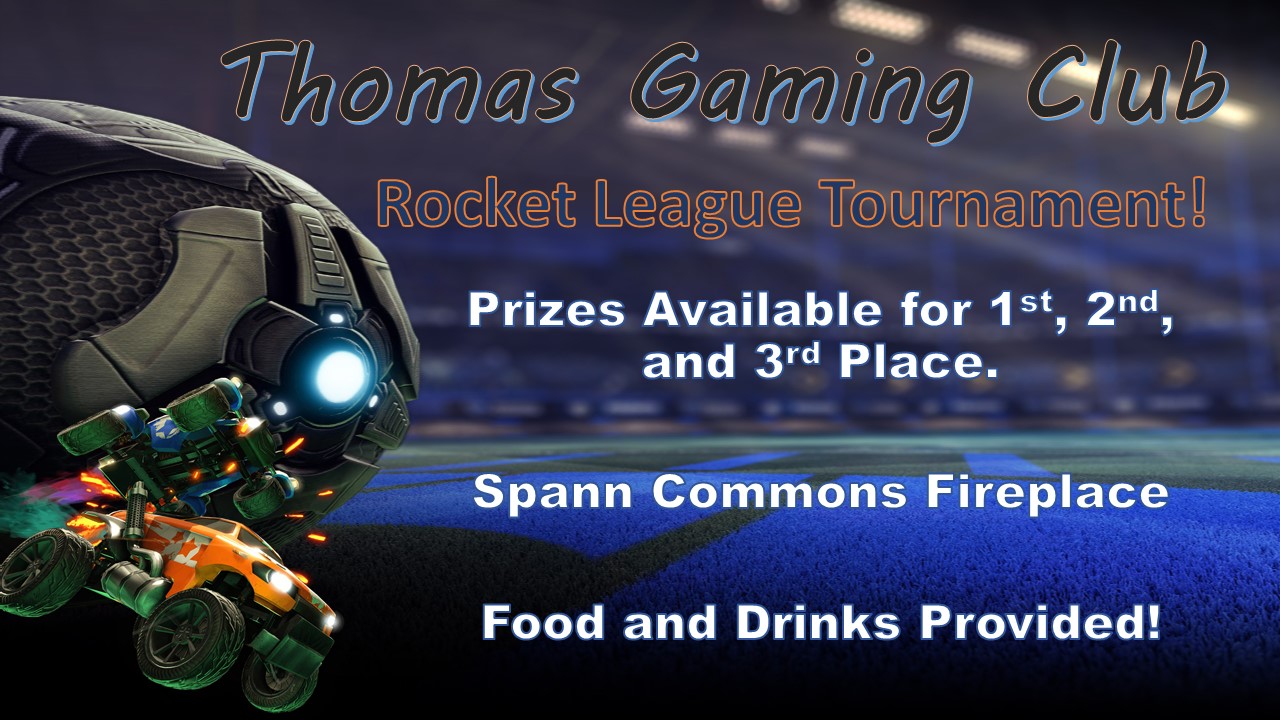 Thomas Gaming Club
Rocket League Tournament!
Prizes Available for 1st, 2nd,
and 3rd Place.
Spann Commons Fireplace
Food and Drinks Provided!